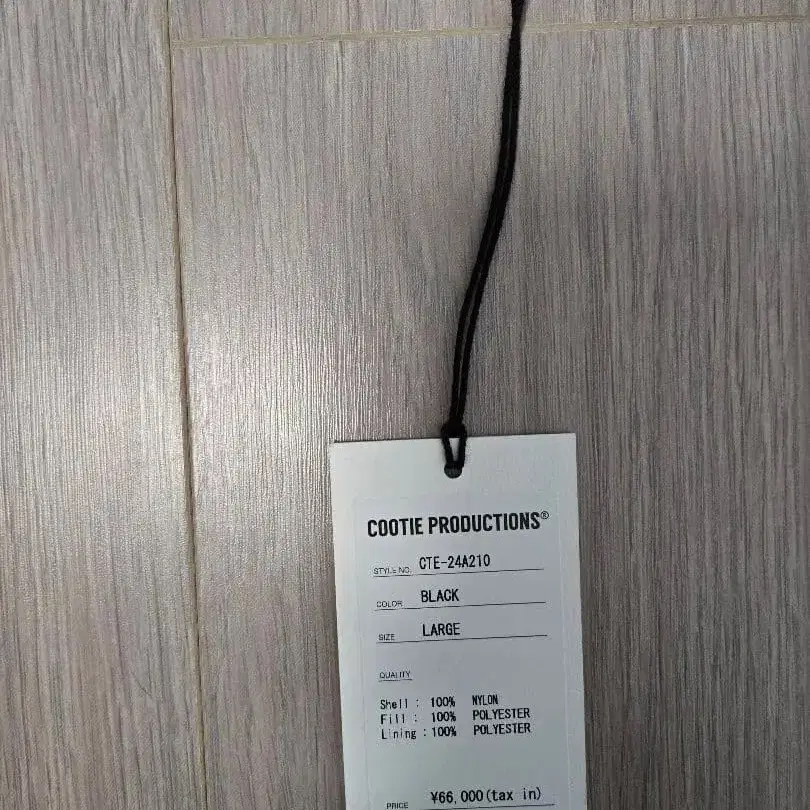 COOTIE PRODUCTIONS®
STYLE NO. CTE-24A210
COLOR BLACK
SIZE LARGE
QUALITY
Shell : 100% NYLON
Fill : 100% POLYESTER
Lining : 100% POLYESTER
PRICE ¥66,000(tax in)